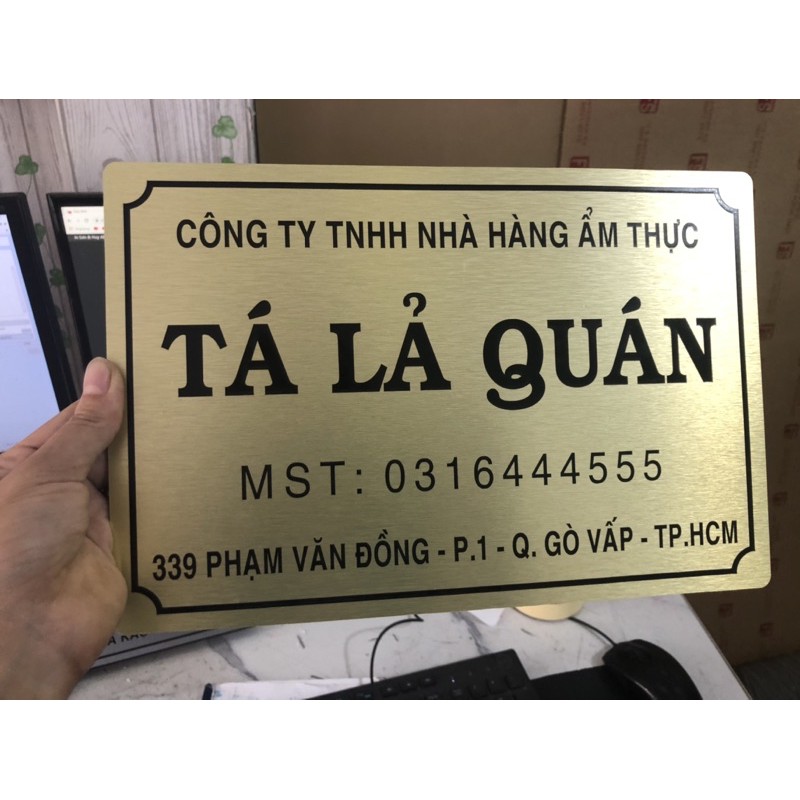 CÔNG TY TNHH NHÀ HÀNG ẨM THỰC
TÁ LẢ QUÁN
MST: 0316444555
339 PHẠM VĂN ĐỒNG - P.1 - Q. GÒ VẤP - TP.HCM